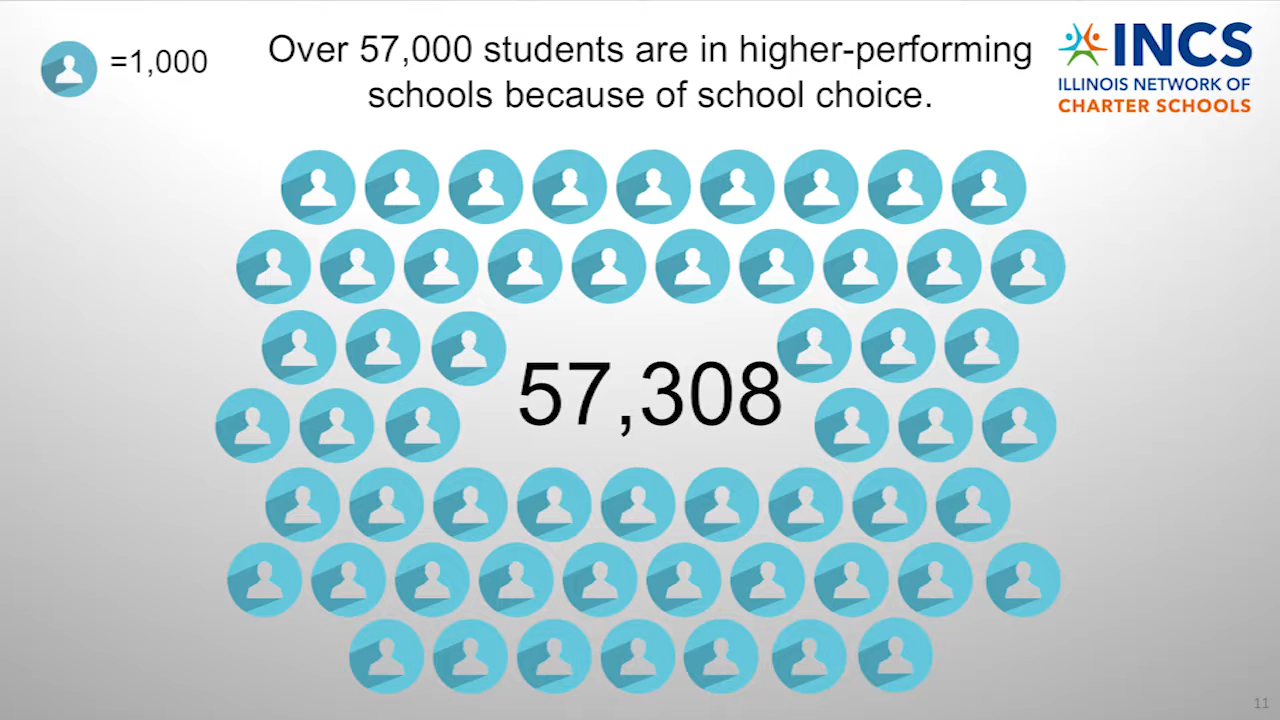 =1,000
Over 57,000 students are in higher-performing
schools because of school choice.
INCS
ILLINOIS NETWORK OF
CHARTER SCHOOLS
57,308
11